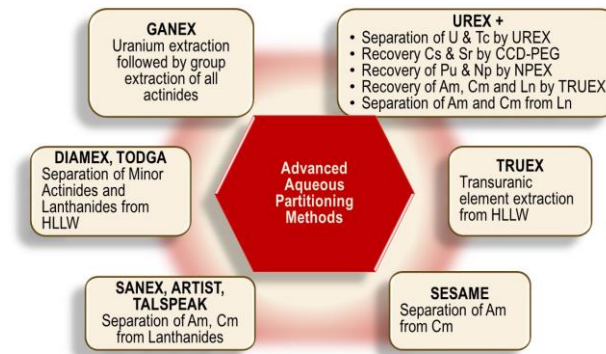 GANEX
Uranium extraction
followed by group
extraction of all
actinides
UREX +
• Separation of U & Tc by UREX
• Recovery Cs & Sr by CCD-PEG
• Recovery of Pu & Np by NPEX
• Recovery of Am, Cm and Ln by TRUEX
• Separation of Am and Cm from Ln
DIAMEX, TODGA
Separation of Minor
Actinides and
Lanthanides from
HLLW
Advanced
Aqueous
Partitioning
Methods
TRUEX
Transuranic
element extraction
from HLLW
SANEX, ARTIST,
TALSPEAK
Separation of Am, Cm
from Lanthanides
SESAME
Separation of Am
from Cm